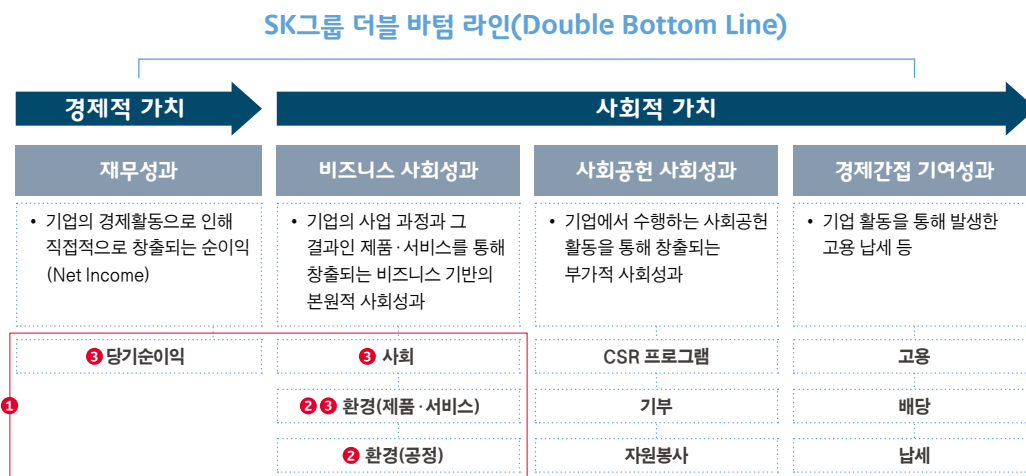 SK그룹 더블 바텀 라인(Double Bottom Line)
경제적 가치
사회적 가치
재무성과
비즈니스 사회성과
사회공헌 사회성과
경제간접 기여성과
• 기업의 경제활동으로 인해
직접적으로 창출되는 순이익
(Net Income)
• 기업의 사업 과정과 그
결과인 제품·서비스를 통해
창출되는 비즈니스 기반의
본원적 사회성과
• 기업에서 수행하는 사회공헌
활동을 통해 창출되는
부가적 사회성과
• 기업 활동을 통해 발생한
고용 납세 등
❸ 당기순이익
❸ 사회
CSR 프로그램
고용
❶
❷ ❸ 환경(제품·서비스)
기부
배당
❷ 환경(공정)
자원봉사
납세